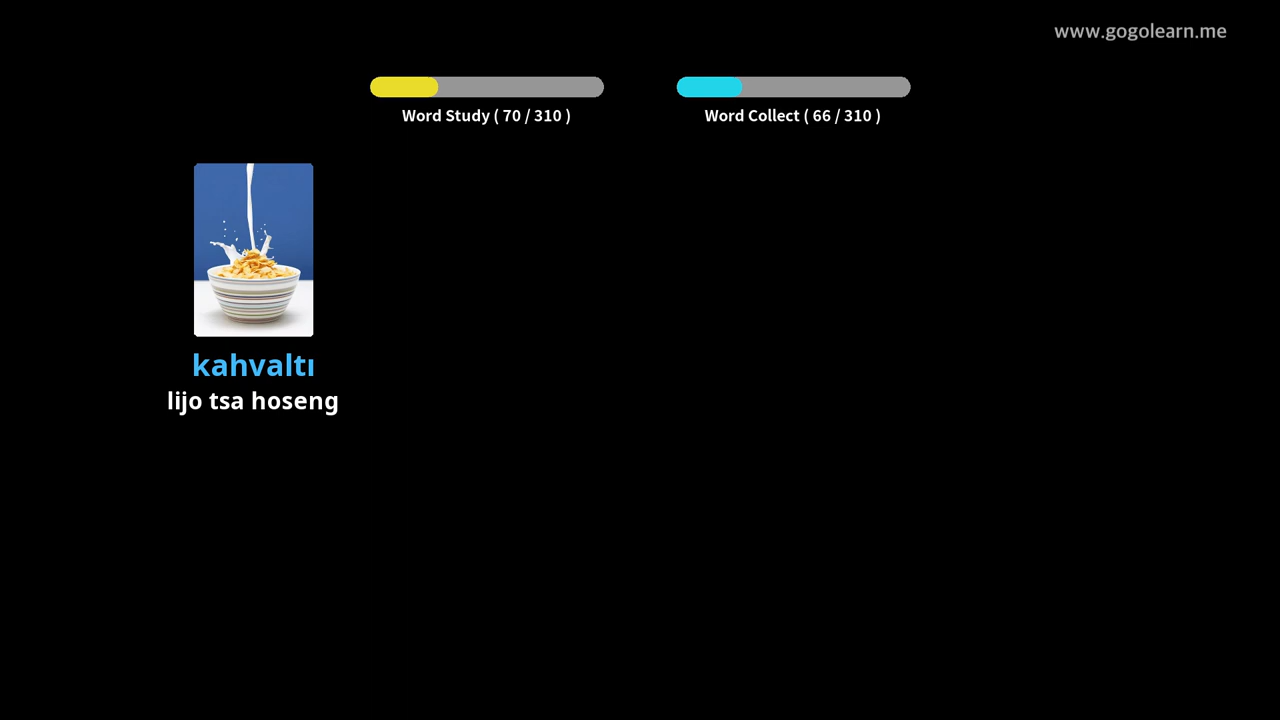 www.gogolearn.me
Word Study ( 70 / 310 )
Word Collect ( 66 / 310 )
kahvaltı
lijo tsa hoseng